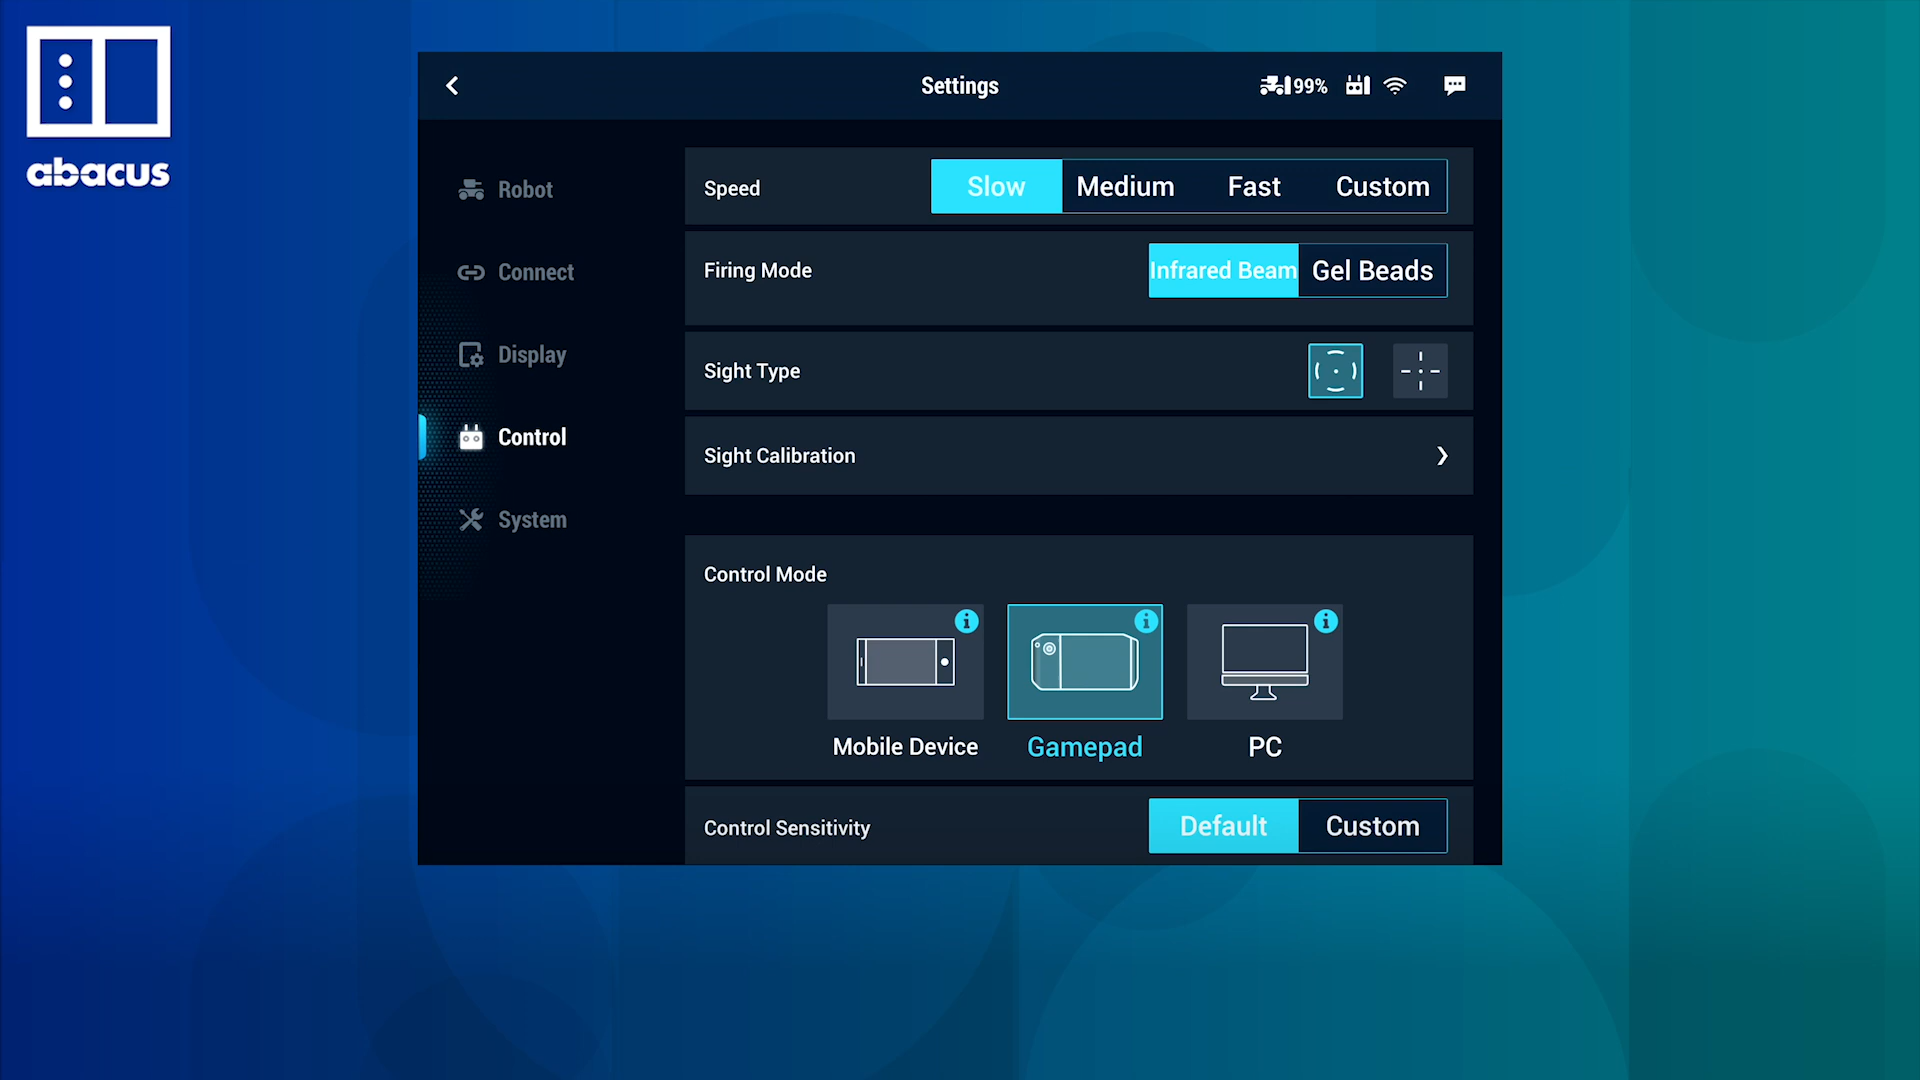 abacus
Settings
99%
Robot
Connect
Display
Control
System
Speed
Slow Medium Fast Custom
Firing Mode
Infrared Beam Gel Beads
Sight Type
Sight Calibration
Control Mode
Mobile Device Gamepad PC
Control Sensitivity
Default Custom